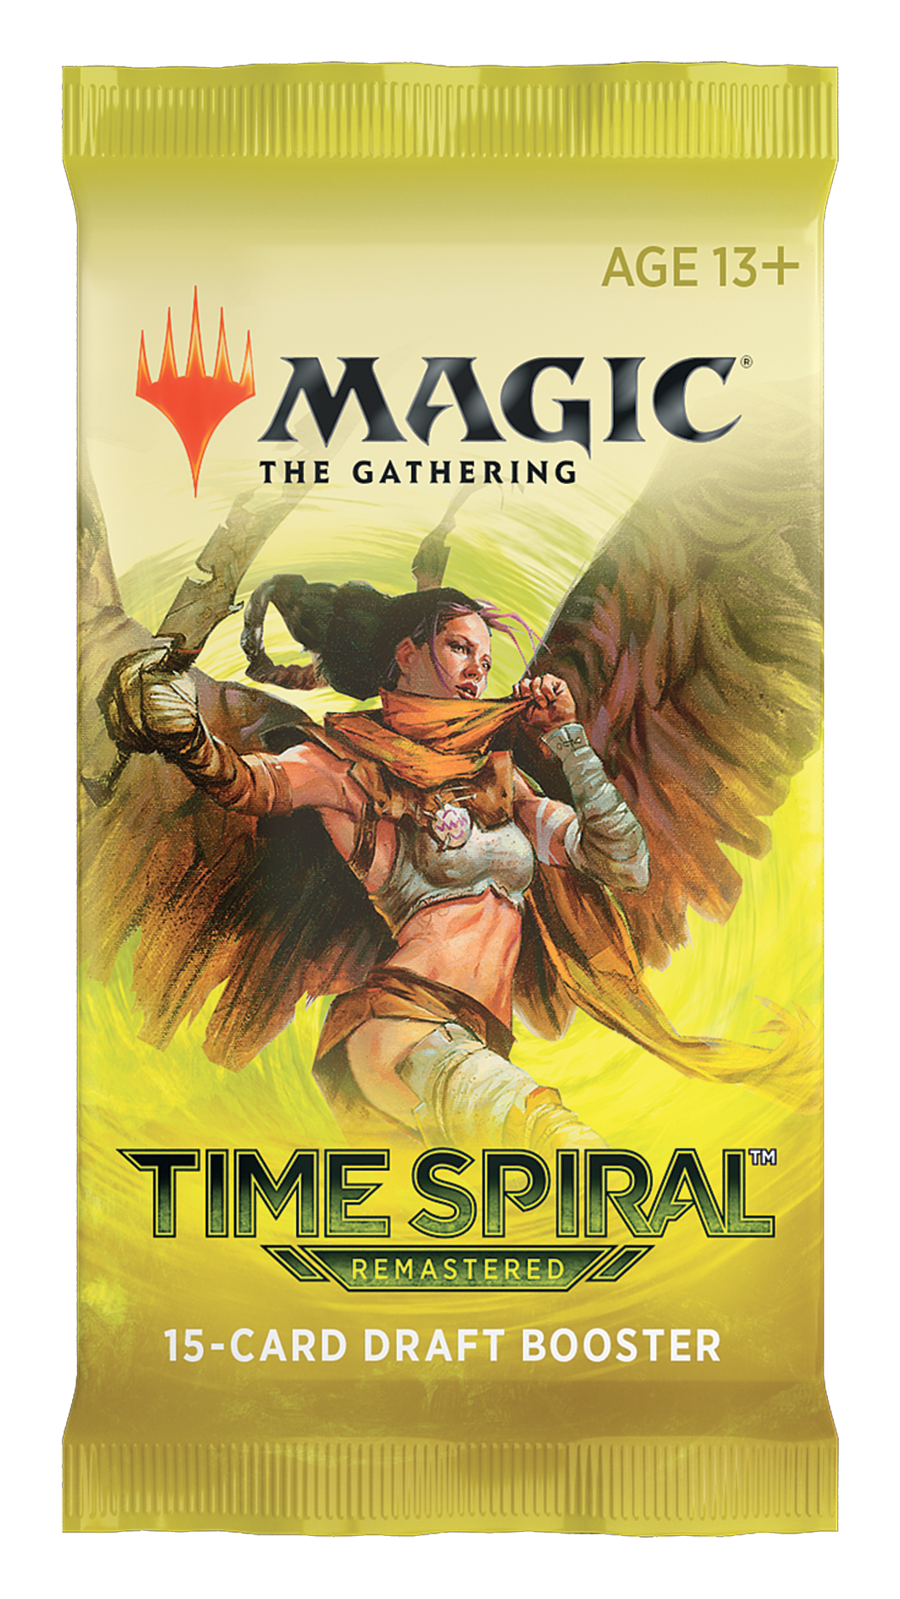 AGE 13+
MAGIC®
THE GATHERING
TIME SPIRAL™
REMASTERED
15-CARD DRAFT BOOSTER